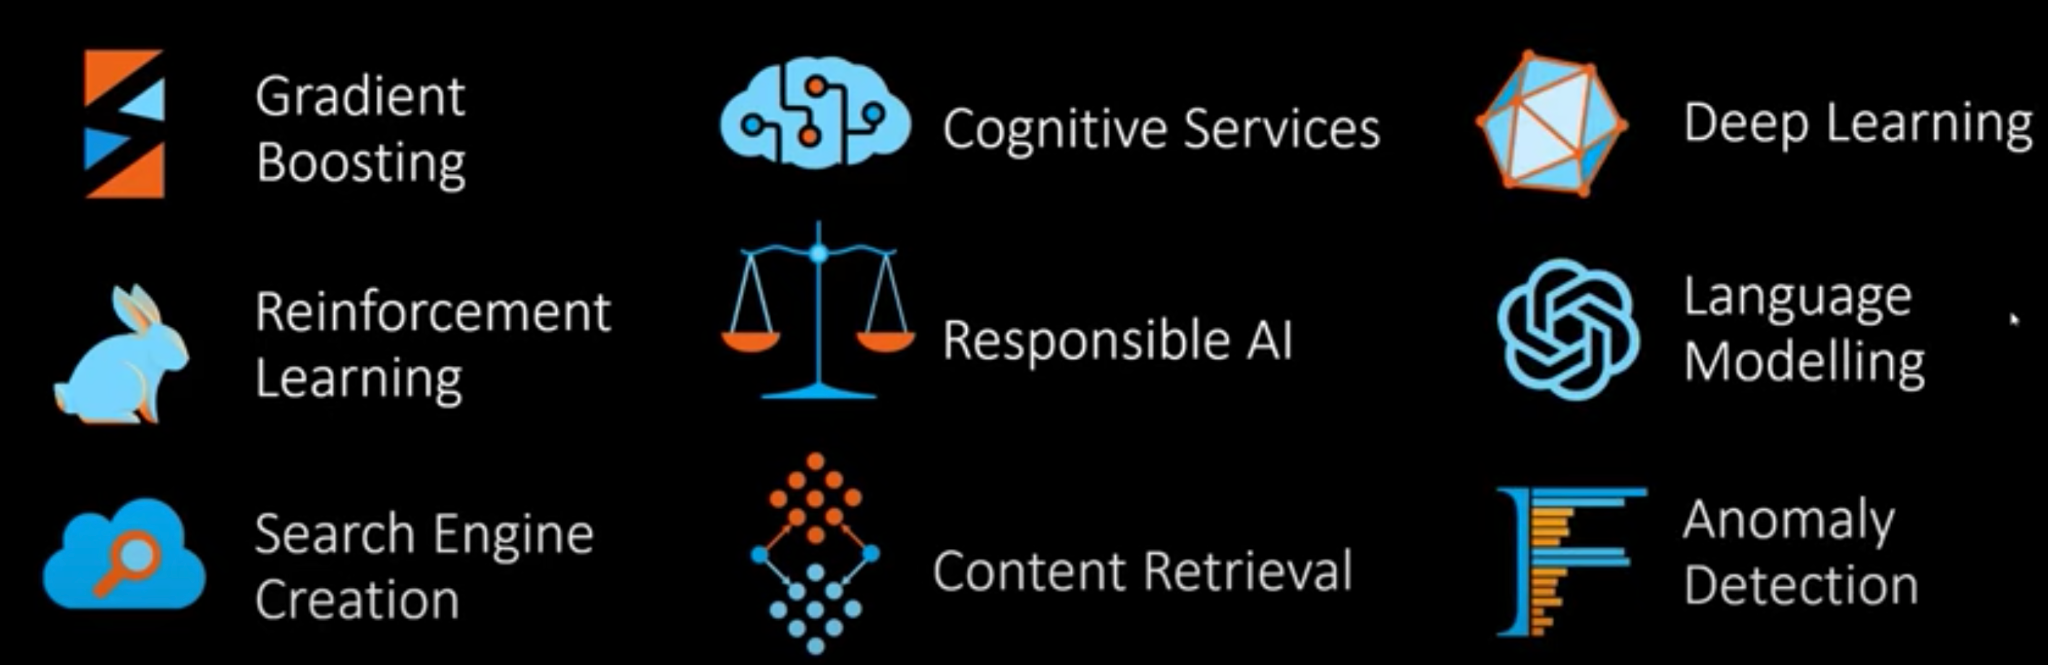 Gradient
Boosting
Cognitive Services
Deep Learning
Reinforcement
Learning
Responsible AI
Language
Modelling
Search Engine
Creation
Content Retrieval
Anomaly
Detection